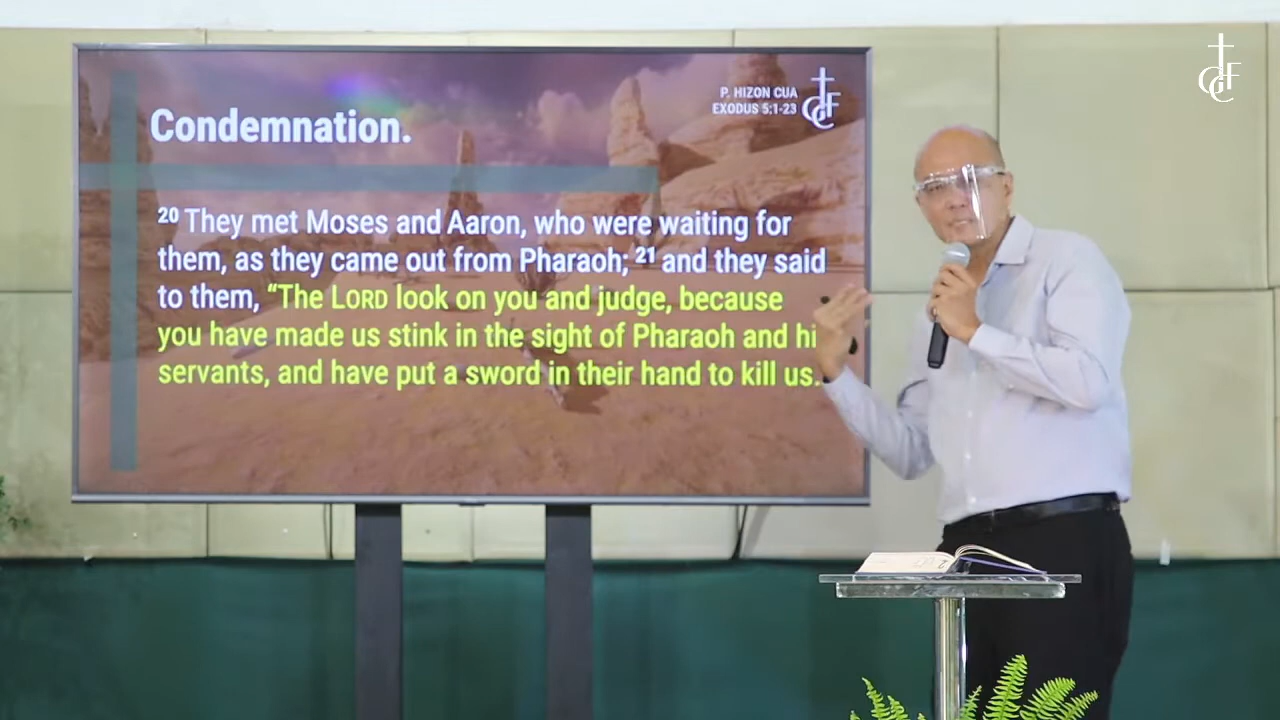 P. HIZON CUA
EXODUS 5:1-23
Condemnation.
20 They met Moses and Aaron, who were waiting for
them, as they came out from Pharaoh; 21 and they said
to them, “The LORD look on you and judge, because
you have made us stink in the sight of Pharaoh and hi
servants, and have put a sword in their hand to kill us.
GCF
GCF